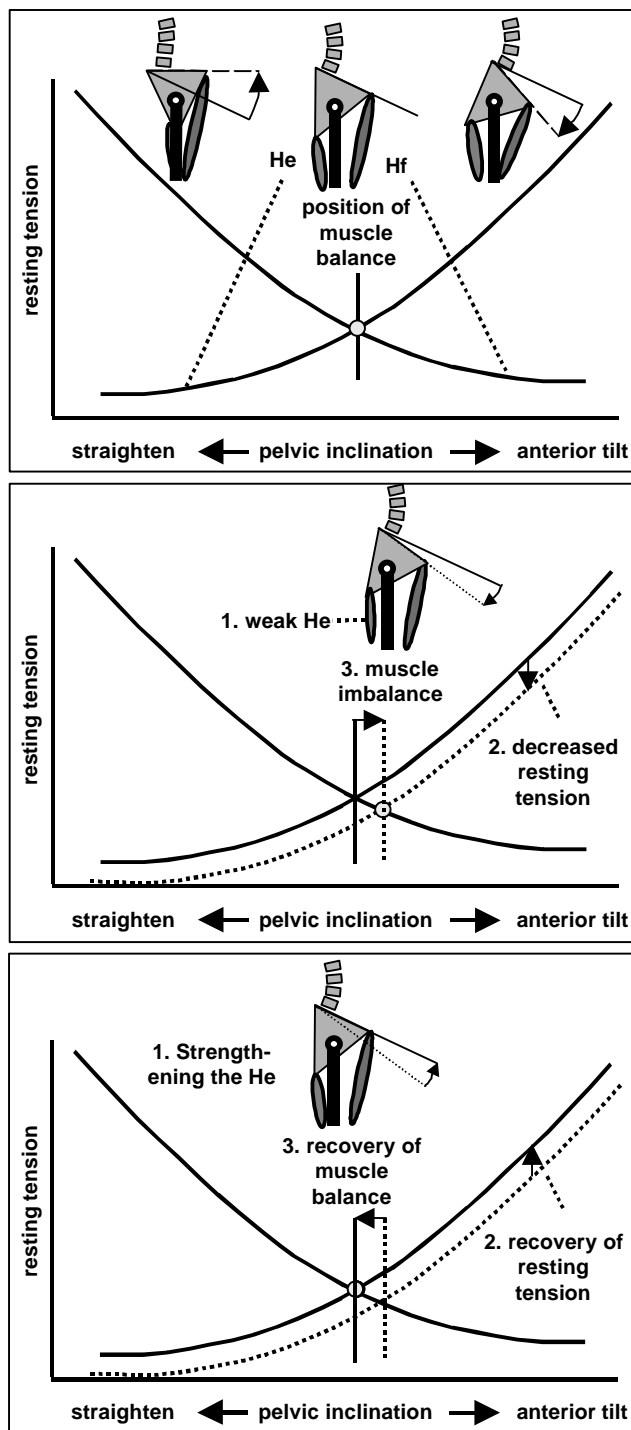 He
Hf
position of
muscle
balance
resting tension
straighten
pelvic inclination
anterior tilt
1. weak He
3. muscle
imbalance
2. decreased
resting
tension
resting tension
straighten
pelvic inclination
anterior tilt
1. Strength-
ening the He
3. recovery of
muscle
balance
2. recovery of
resting
tension
resting tension
straighten
pelvic inclination
anterior tilt